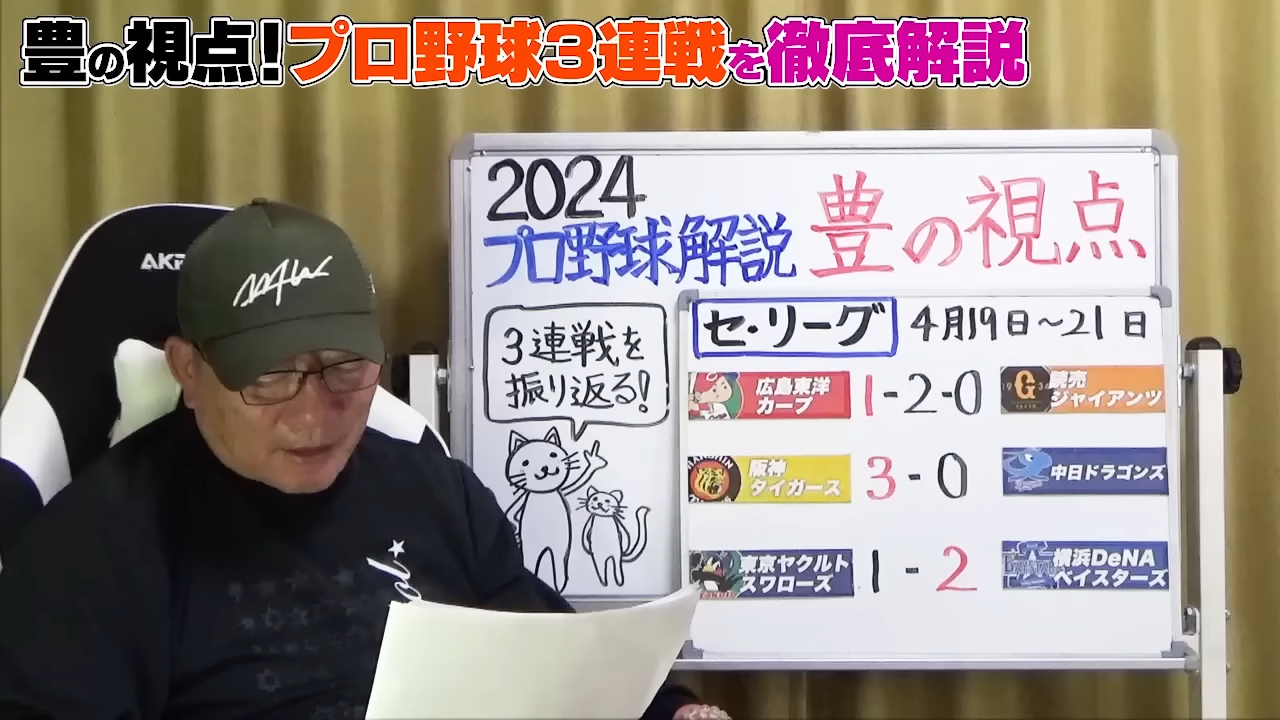 豊の視点!プロ野球3連戦を徹底解説
2024
プロ野球解説 豊の視点
セ・リーグ 4月19日~21日
3連戦を
振り返る!
広島東洋
カープ
1-2-0
読売
ジャイアンツ
阪神
タイガース
3-0
中日ドラゴンズ
東京ヤクルト
スワローズ
1-2
横浜DeNA
ベイスターズ